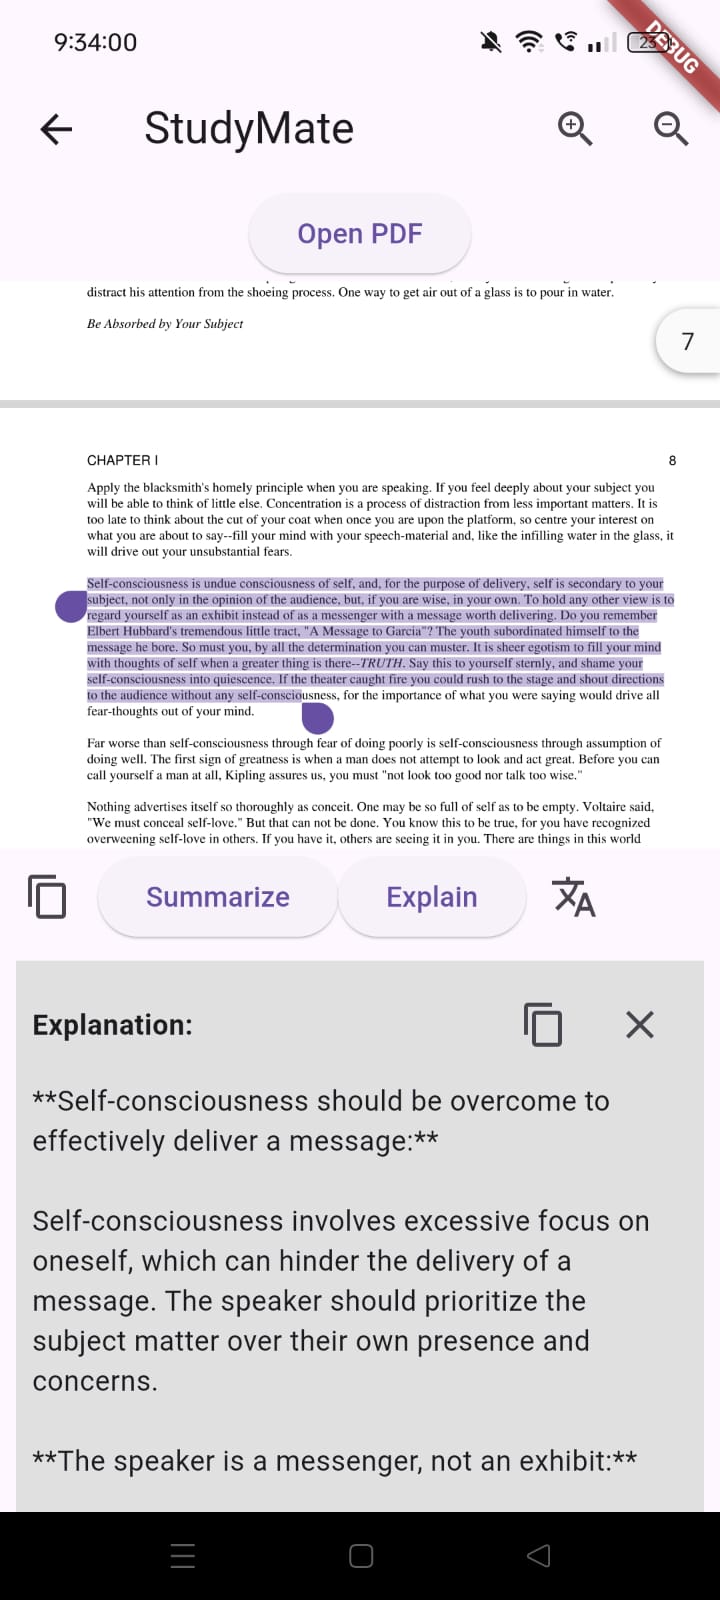 9:34:00
23
DEBUG
StudyMate
Open PDF
distract his attention from the shoeing process. One way to get air out of a glass is to pour in water.
Be Absorbed by Your Subject
7
CHAPTER I
8
Apply the blacksmith's homely principle when you are speaking. If you feel deeply about your subject you
will be able to think of little else. Concentration is a process of distraction from less important matters. It is
too late to think about the cut of your coat when once you are upon the platform, so centre your interest on
what you are about to say--fill your mind with your speech-material and, like the infilling water in the glass, it
will drive out your unsubstantial fears.
Self-consciousness is undue consciousness of self, and, for the purpose of delivery, self is secondary to your
subject, not only in the opinion of the audience, but, if you are wise, in your own. To hold any other view is to
regard yourself as an exhibit instead of as a messenger with a message worth delivering. Do you remember
Elbert Hubbard's tremendous little tract, "A Message to Garcia"? The youth subordinated himself to the
message he bore. So must you, by all the determination you can muster. It is sheer egotism to fill your mind
with thoughts of self when a greater thing is there--TRUTH. Say this to yourself sternly, and shame your
self-consciousness into quiescence. If the theater caught fire you could rush to the stage and shout directions
to the audience without any self-consciousness, for the importance of what you were saying would drive all
fear-thoughts out of your mind.
Far worse than self-consciousness through fear of doing poorly is self-consciousness through assumption of
doing well. The first sign of greatness is when a man does not attempt to look and act great. Before you can
call yourself a man at all, Kipling assures us, you must "not look too good nor talk too wise."
Nothing advertises itself so thoroughly as conceit. One may be so full of self as to be empty. Voltaire said,
"We must conceal self-love." But that can not be done. You know this to be true, for you have recognized
overweening self-love in others. If you have it, others are seeing it in you. There are things in this world
Summarize
Explain
Explanation:
**Self-consciousness should be overcome to
effectively deliver a message:**
Self-consciousness involves excessive focus on
oneself, which can hinder the delivery of a
message. The speaker should prioritize the
subject matter over their own presence and
concerns.
**The speaker is a messenger, not an exhibit:**